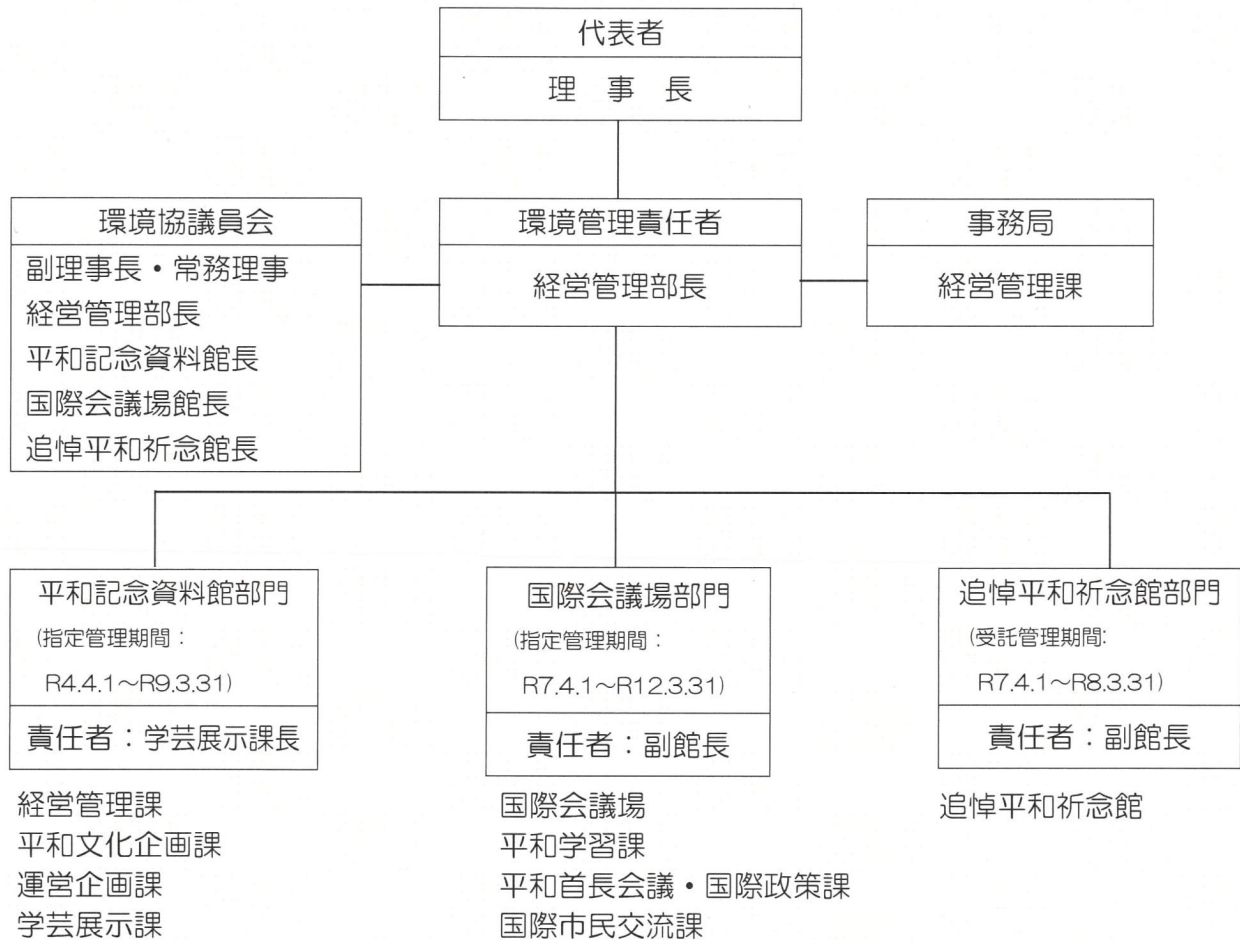 代表者
理 事 長
環境協議員会
副理事長・常務理事
経営管理部長
平和記念資料館長
国際会議場館長
追悼平和祈念館長
環境管理責任者
経営管理部長
事務局
経営管理課
平和記念資料館部門
(指定管理期間：
R4.4.1～R9.3.31)
責任者：学芸展示課長
経営管理課
平和文化企画課
運営企画課
学芸展示課
国際会議場部門
(指定管理期間：
R7.4.1～R12.3.31)
責任者：副館長
国際会議場
平和学習課
平和首長会議・国際政策課
国際市民交流課
追悼平和祈念館部門
(受託管理期間:
R7.4.1～R8.3.31)
責任者：副館長
追悼平和祈念館